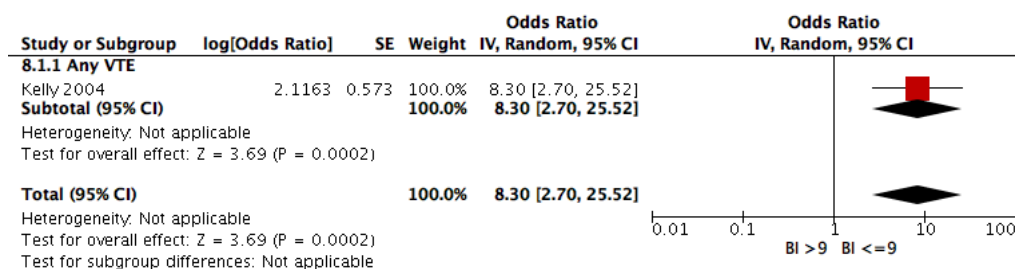 Odds Ratio Odds Ratio
Study or Subgroup log[Odds Ratio] SE Weight IV, Random, 95% CI IV, Random, 95% CI
8.1.1 Any VTE
Kelly 2004 2.1163 0.573 100.0% 8.30 [2.70, 25.52]
Subtotal (95% CI) 100.0% 8.30 [2.70, 25.52]
Heterogeneity: Not applicable
Test for overall effect: Z = 3.69 (P = 0.0002)
Total (95% CI) 100.0% 8.30 [2.70, 25.52]
Heterogeneity: Not applicable
Test for overall effect: Z = 3.69 (P = 0.0002)
Test for subgroup differences: Not applicable
0.01 0.1 1 10 100
BI >9 BI <=9